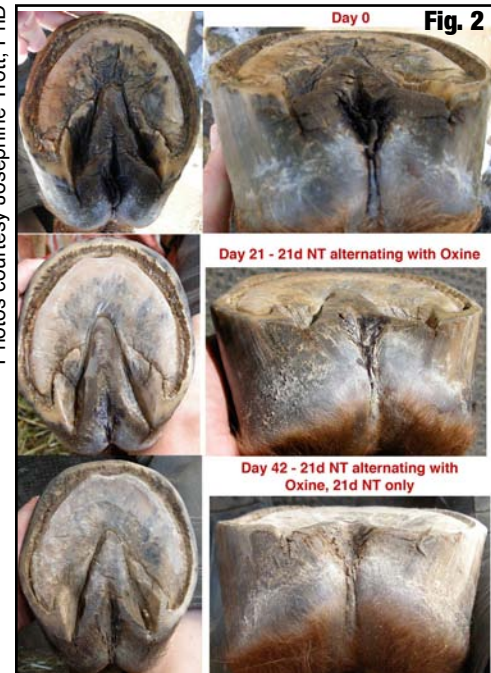 Photos courtesy Josephine Trott, PhD
Day 0
Fig. 2
Day 21 - 21d NT alternating with Oxine
Day 42 - 21d NT alternating with
Oxine, 21d NT only